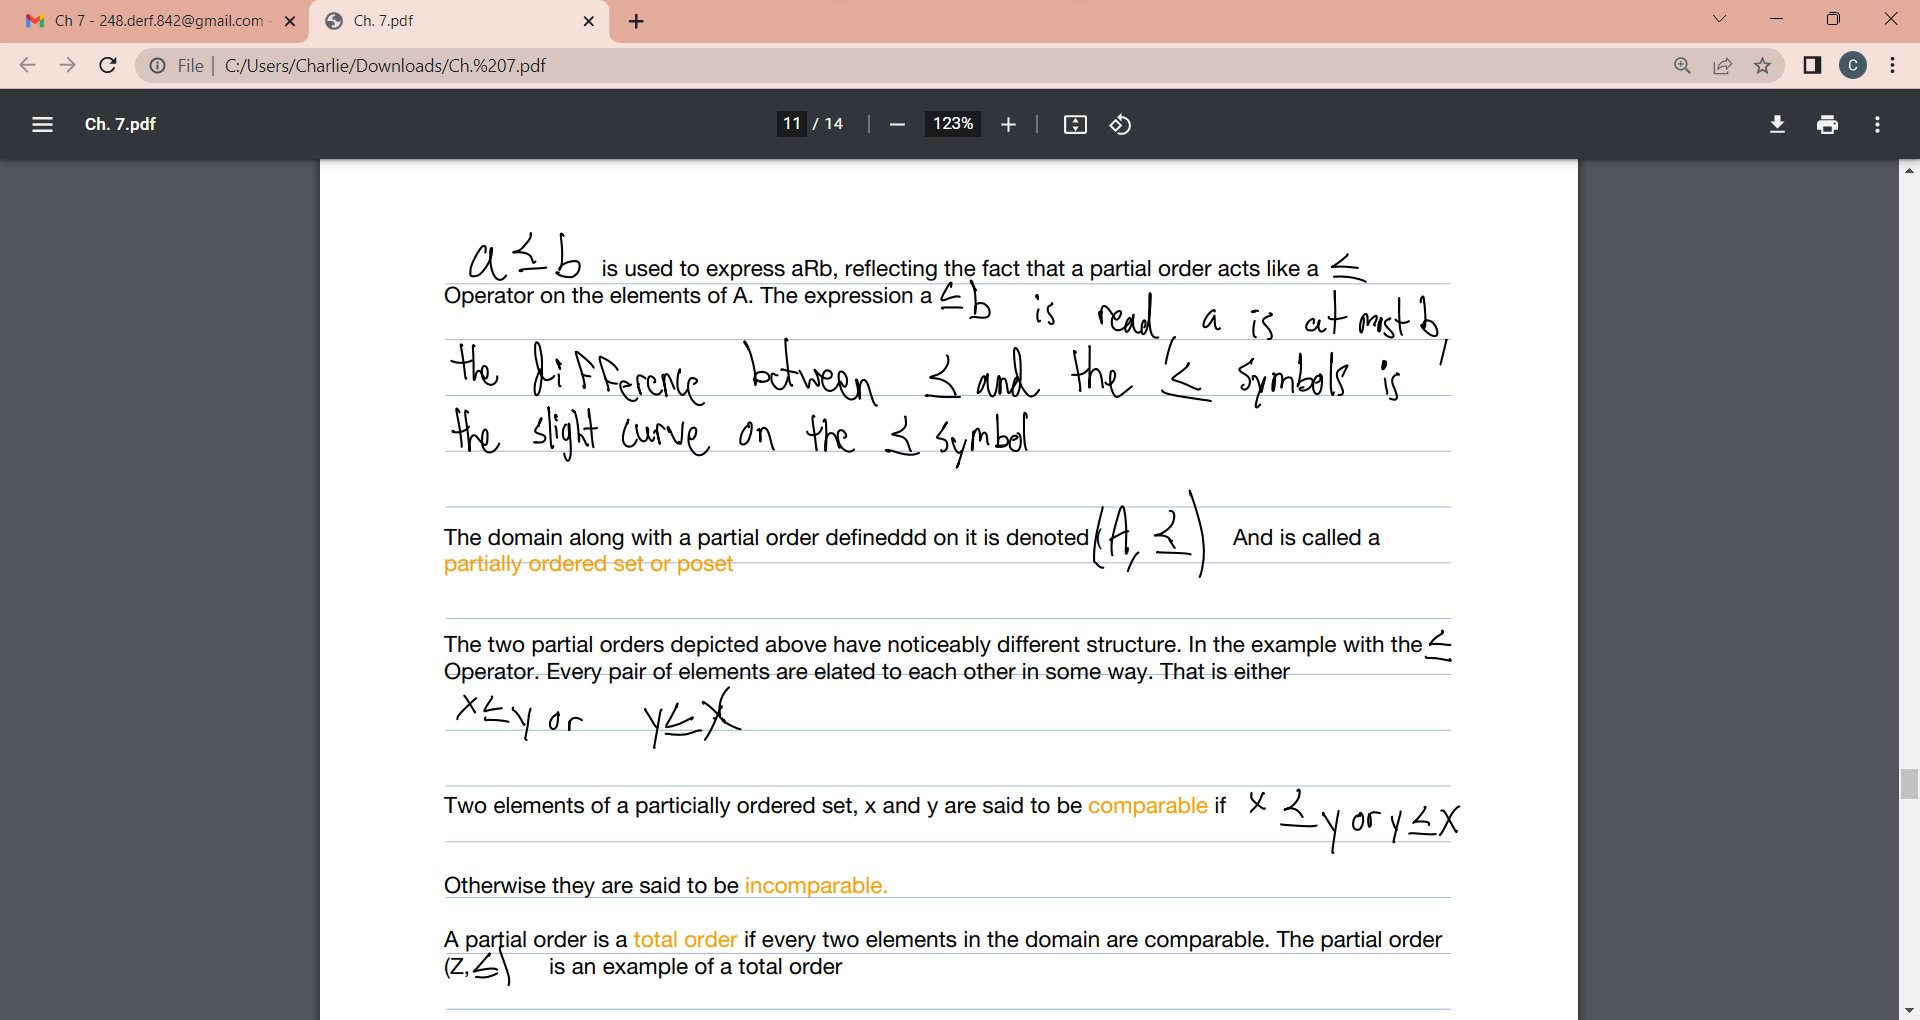 Ch 7 - 248.derf.842@gmail.com -
Ch. 7.pdf
File | C:/Users/Charlie/Downloads/Ch.%207.pdf
C
Ch. 7.pdf
11 / 14
123%
a ⪯ b is used to express aRb, reflecting the fact that a partial order acts like a ≤
Operator on the elements of A. The expression a ⪯ b is read, a is at most b,
the difference between ⪯ and the '≤ symbols is '
the slight curve on the ⪯ symbol
The domain along with a partial order defineddd on it is denoted (A, ⪯) And is called a
partially ordered set or poset
The two partial orders depicted above have noticeably different structure. In the example with the ≤
Operator. Every pair of elements are elated to each other in some way. That is either
x ≤ y or y ≤ x
Two elements of a particially ordered set, x and y are said to be comparable if x ⪯ y or y ⪯ x
Otherwise they are said to be incomparable.
A partial order is a total order if every two elements in the domain are comparable. The partial order
(Z, ≤) is an example of a total order